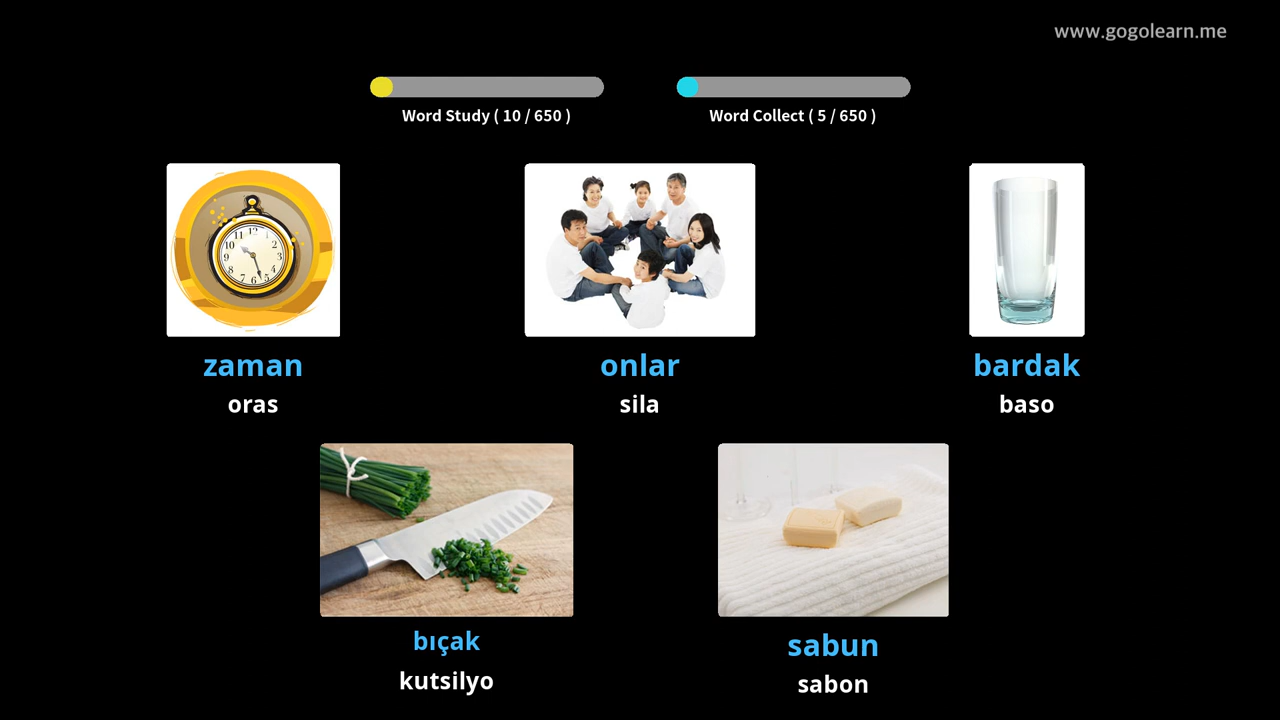 www.gogolearn.me
Word Study ( 10 / 650 )
Word Collect ( 5 / 650 )
zaman
oras
onlar
sila
bardak
baso
bıçak
kutsilyo
sabun
sabon